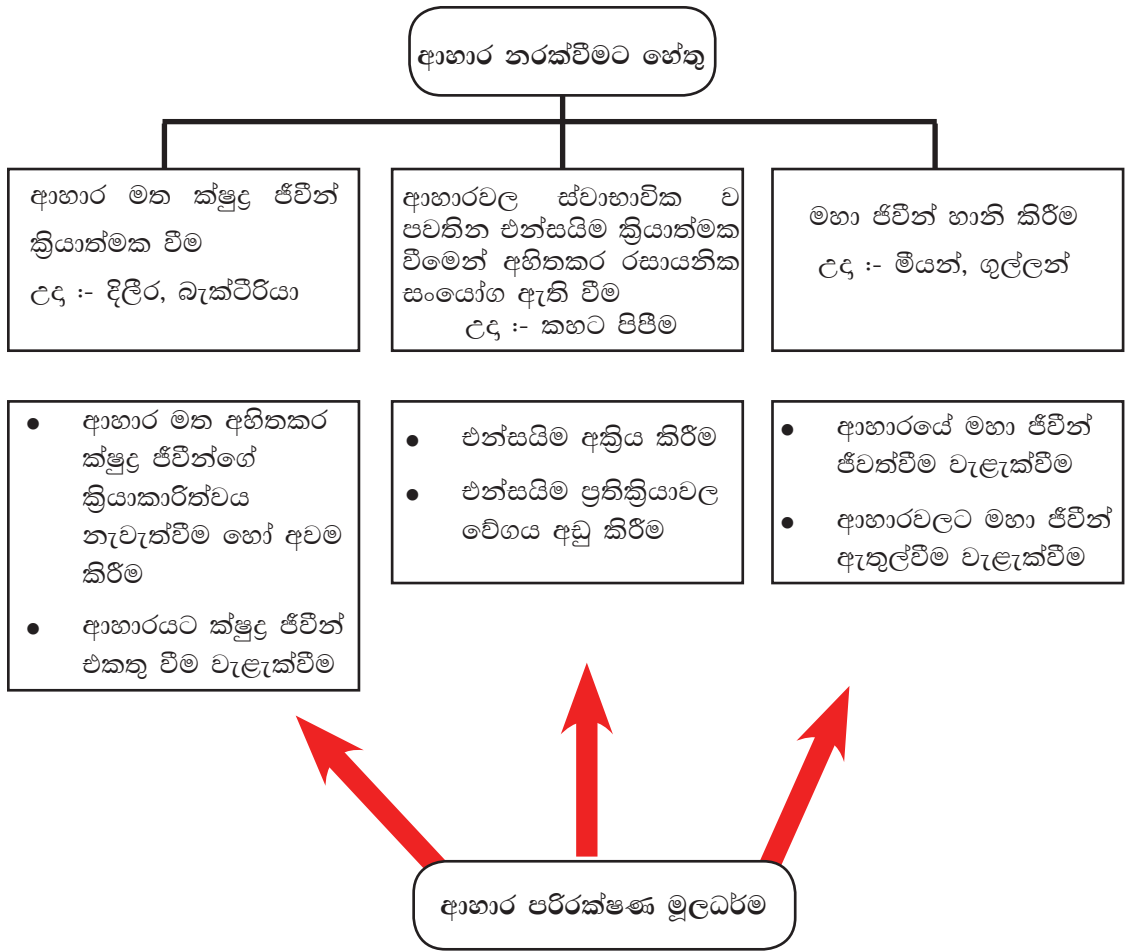 ආහාර නරක්වීමට හේතු
ආහාර මත ක්ෂුද්‍ර ජීවීන්
ක්‍රියාත්මක වීම
උදා :- දිලීර, බැක්ටීරියා
ආහාරවල ස්වාභාවික ව
පවතින එන්සයිම ක්‍රියාත්මක
වීමෙන් අහිතකර රසායනික
සංයෝග ඇති වීම
උදා :- කහට පිපීම
මහා ජිවීන් හානි කිරීම
උදා :- මීයන්, ගුල්ලන්
● ආහාර මත අහිතකර
ක්ෂුද්‍ර ජීවීන්ගේ
ක්‍රියාකාරිත්වය
නැවැත්වීම හෝ අවම
කිරීම
● ආහාරයට ක්ෂුද්‍ර ජීවීන්
එකතු වීම වැළැක්වීම
● එන්සයිම අක්‍රිය කිරීම
● එන්සයිම ප්‍රතික්‍රියාවල
වේගය අඩු කිරීම
● ආහාරයේ මහා ජීවීන්
ජීවත්වීම වැළැක්වීම
● ආහාරවලට මහා ජීවීන්
ඇතුල්වීම වැළැක්වීම
ආහාර පරිරක්ෂණ මූලධර්ම